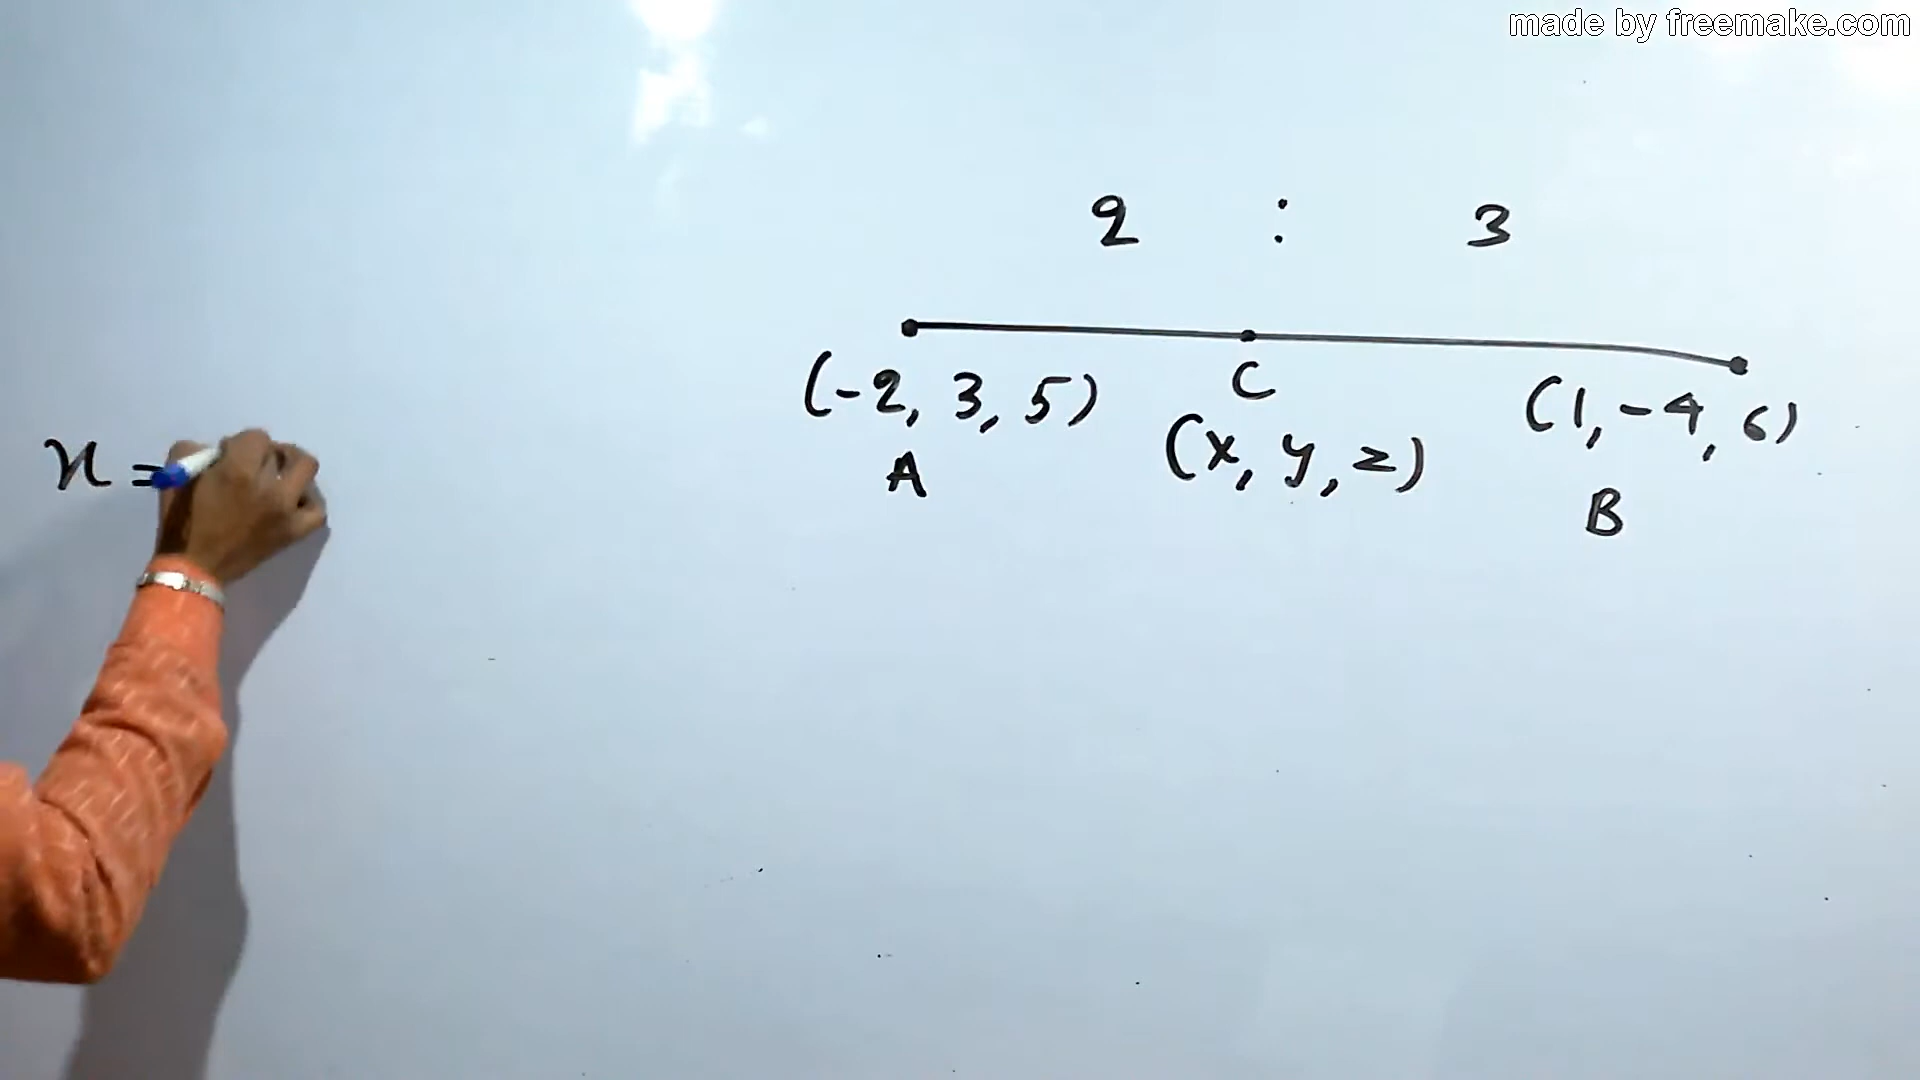 made by freemake.com
2 : 3
(-2, 3, 5) C (1, -4, 6)
A (x, y, z) B
x =